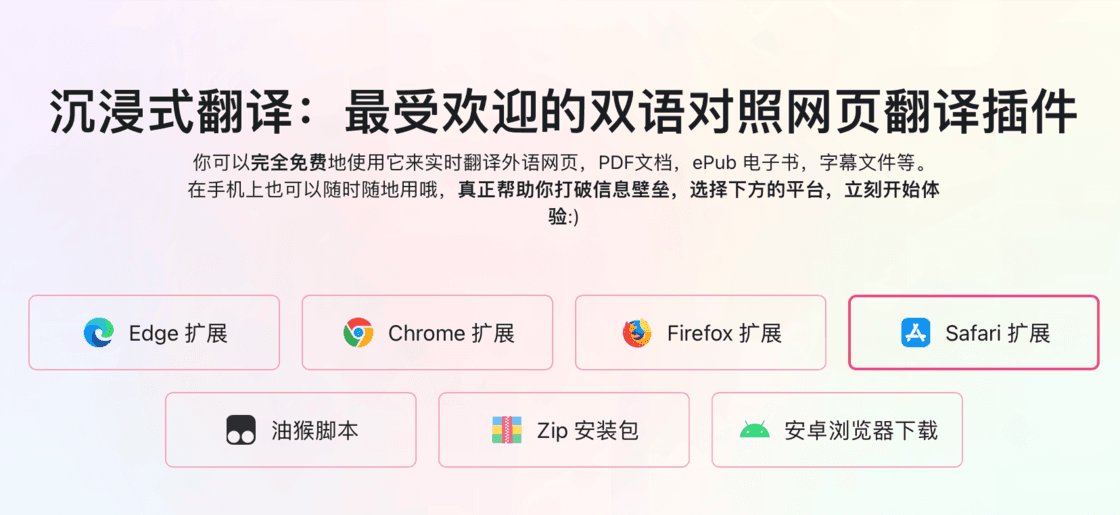 沉浸式翻译：最受欢迎的双语对照网页翻译插件
你可以完全免费地使用它来实时翻译外语网页，PDF文档，ePub 电子书，字幕文件等。
在手机上也可以随时随地用哦，真正帮助你打破信息壁垒，选择下方的平台，立刻开始体
验:)
Edge 扩展
Chrome 扩展
Firefox 扩展
Safari 扩展
油猴脚本
Zip 安装包
安卓浏览器下载